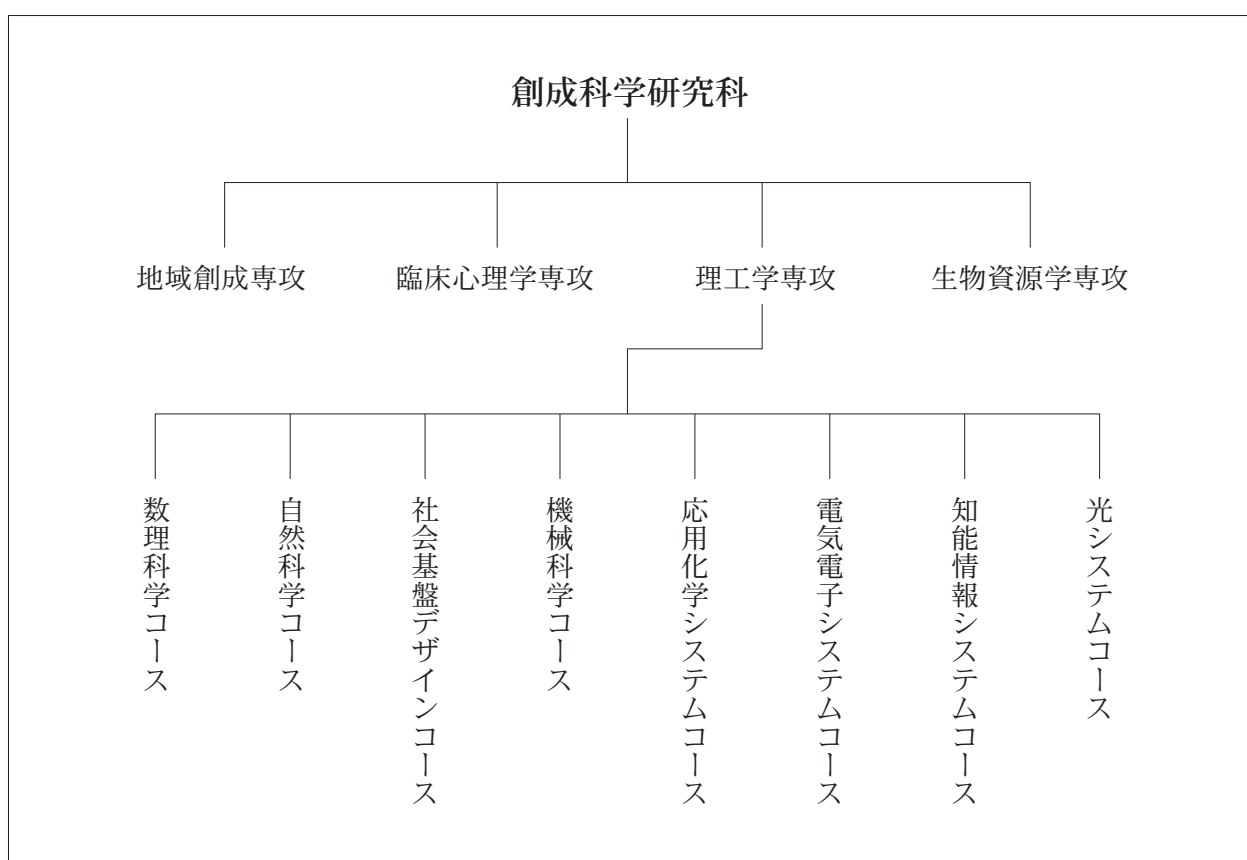 創成科学研究科
地域創成専攻
臨床心理学専攻
理工学専攻
生物資源学専攻
数理科学コース
自然科学コース
社会基盤デザインコース
機械科学コース
応用化学システムコース
電気電子システムコース
知能情報システムコース
光システムコース